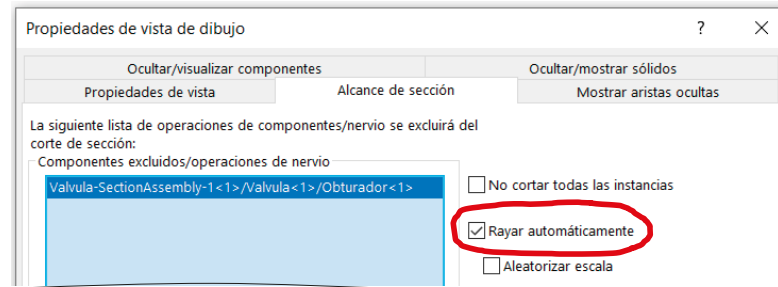 Propiedades de vista de dibujo ? ×
Ocultar/visualizar componentes Ocultar/mostrar sólidos
Propiedades de vista Alcance de sección Mostrar aristas ocultas
La siguiente lista de operaciones de componentes/nervio se excluirá del
corte de sección:
Componentes excluidos/operaciones de nervio
Valvula-SectionAssembly-1<1>/Valvula<1>/Obturador<1>
No cortar todas las instancias
Rayar automáticamente
Aleatorizar escala